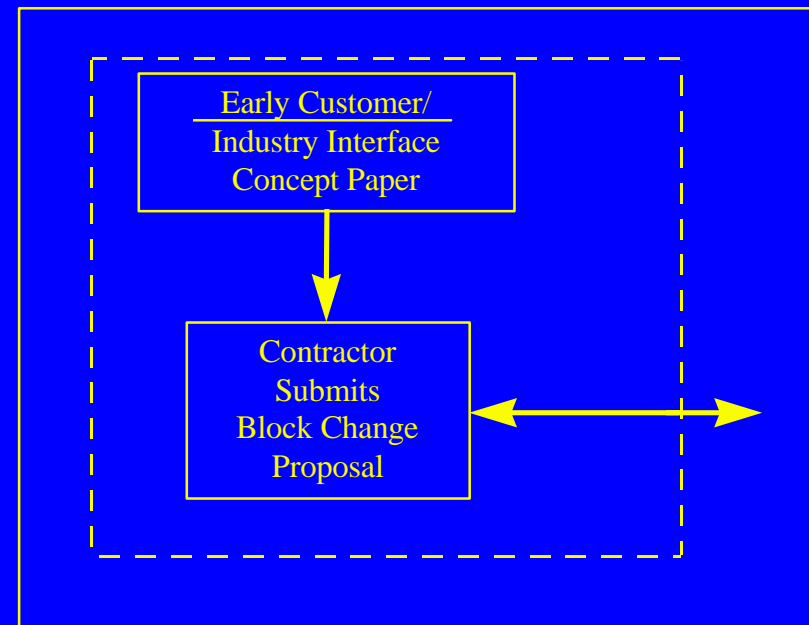 Early Customer/
Industry Interface
Concept Paper
Contractor
Submits
Block Change
Proposal